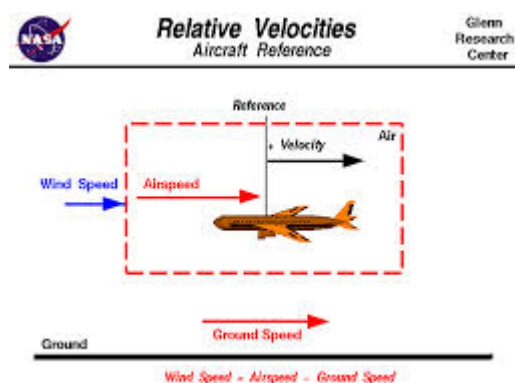 NASA
Relative Velocities
Aircraft Reference
Glenn
Research
Center
Reference
+ Velocity
Air
Wind Speed
Airspeed
Ground Speed
Ground
Wind Speed = Airspeed - Ground Speed